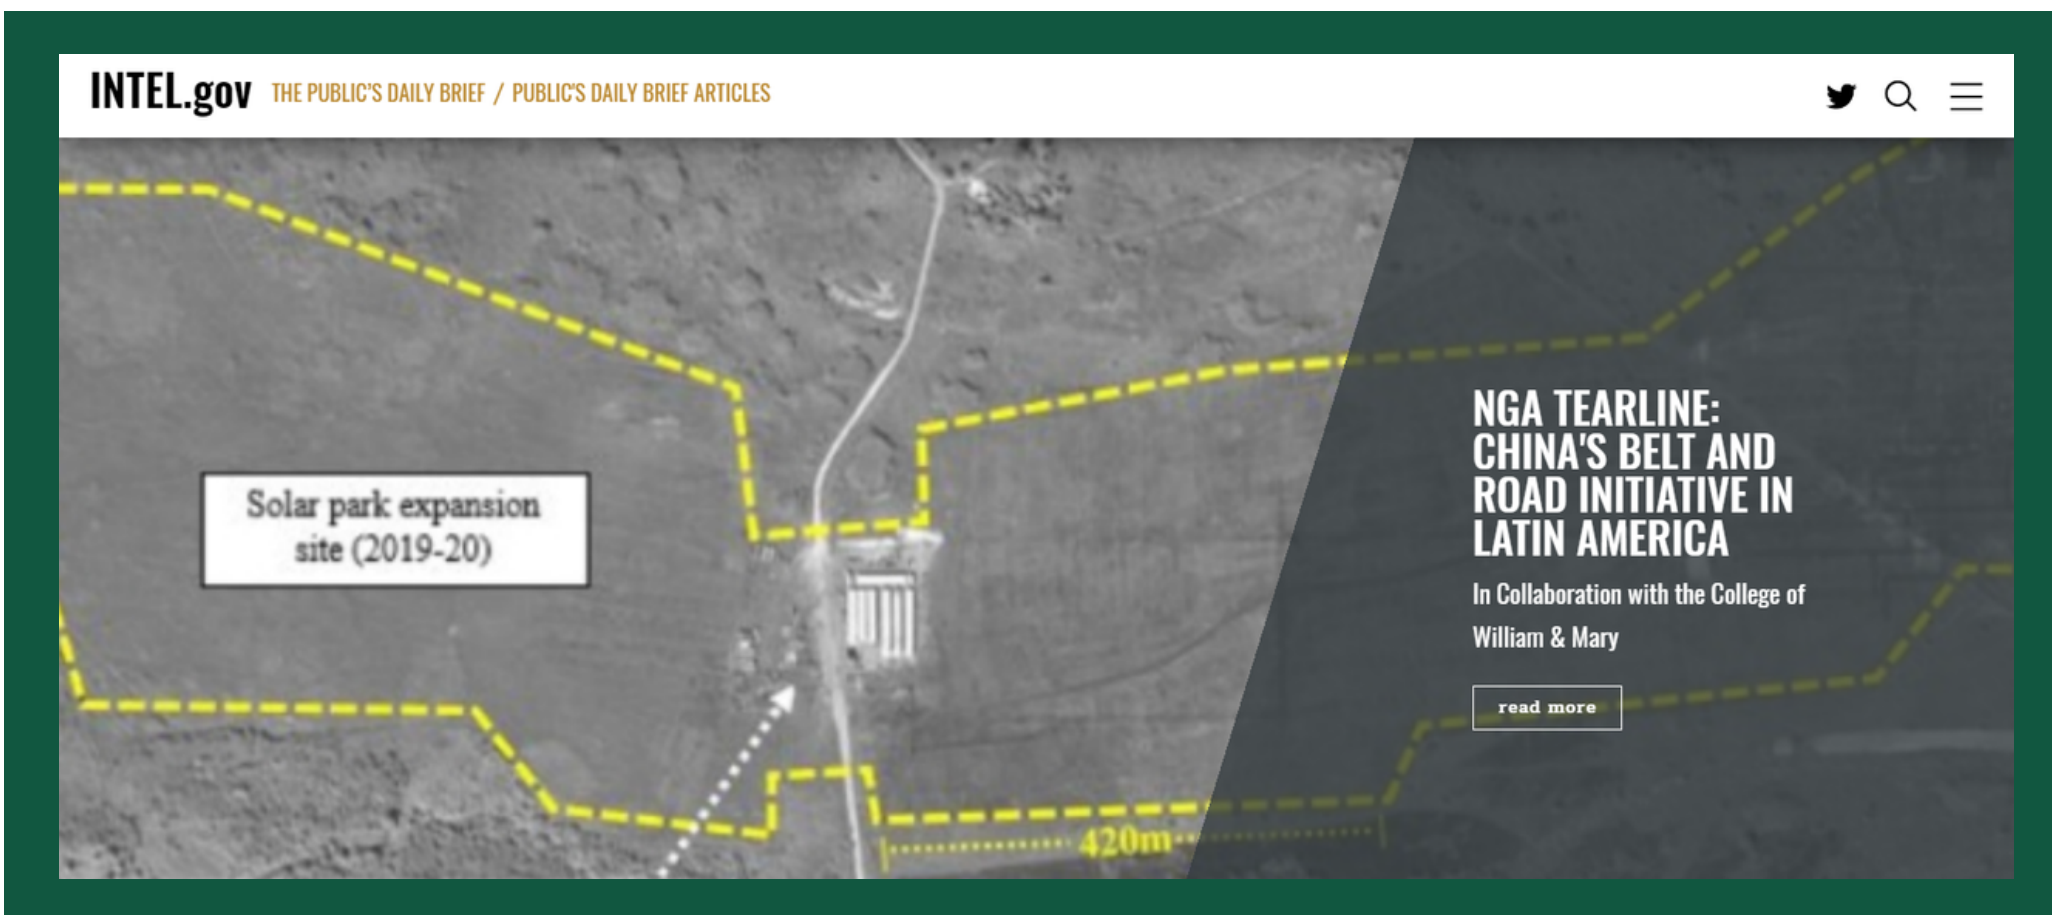 INTEL.gov THE PUBLIC'S DAILY BRIEF / PUBLIC'S DAILY BRIEF ARTICLES
Solar park expansion
site (2019-20)
420m
NGA TEARLINE:
CHINA'S BELT AND
ROAD INITIATIVE IN
LATIN AMERICA
In Collaboration with the College of
William & Mary
read more